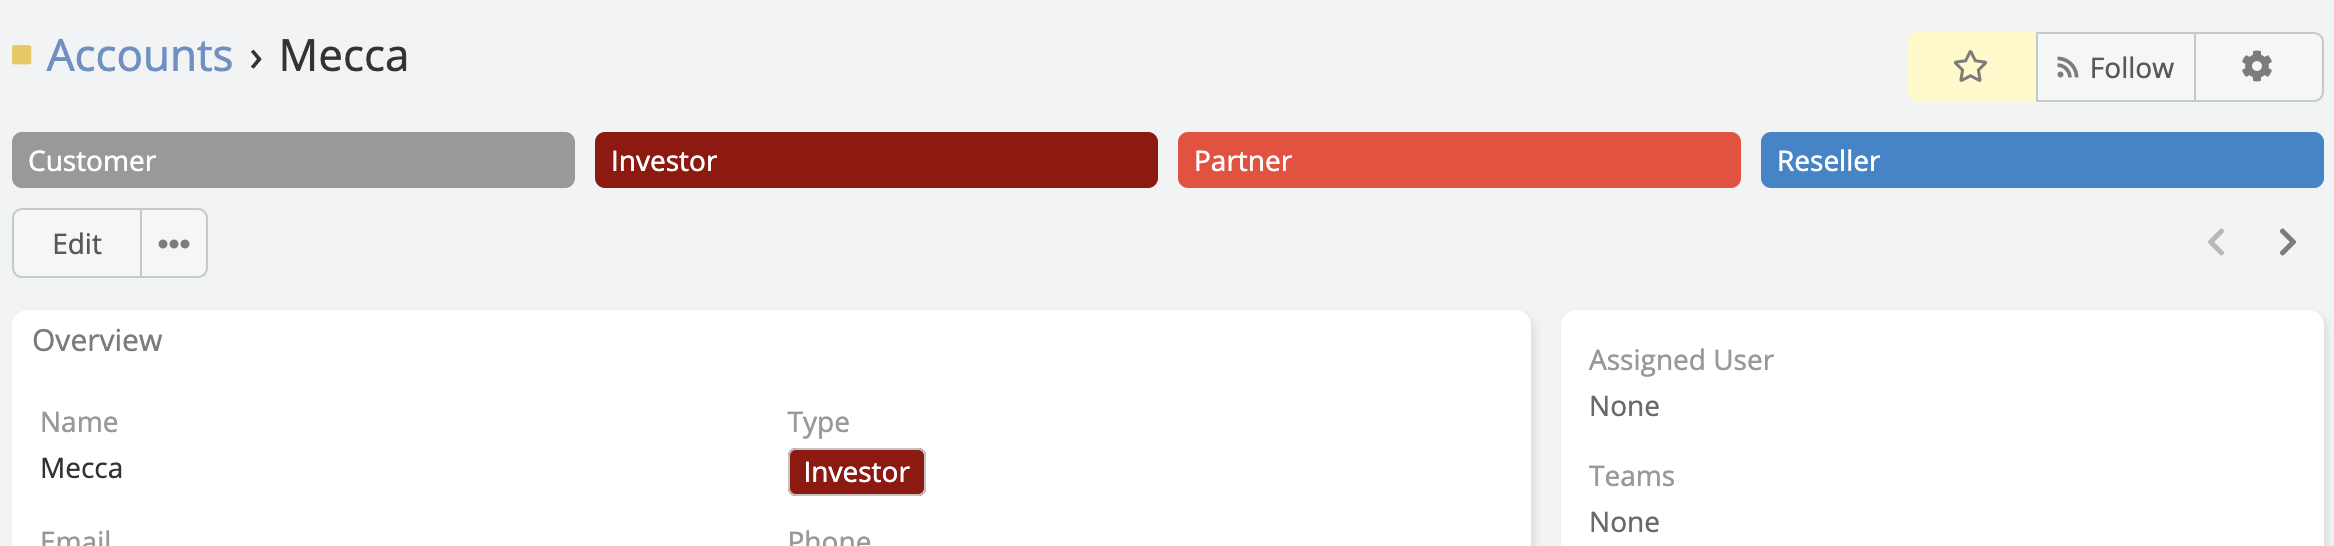 Accounts › Mecca
Follow
Customer
Investor
Partner
Reseller
Edit
Overview
Name
Mecca
Type
Investor
Email
Phone
Assigned User
None
Teams
None